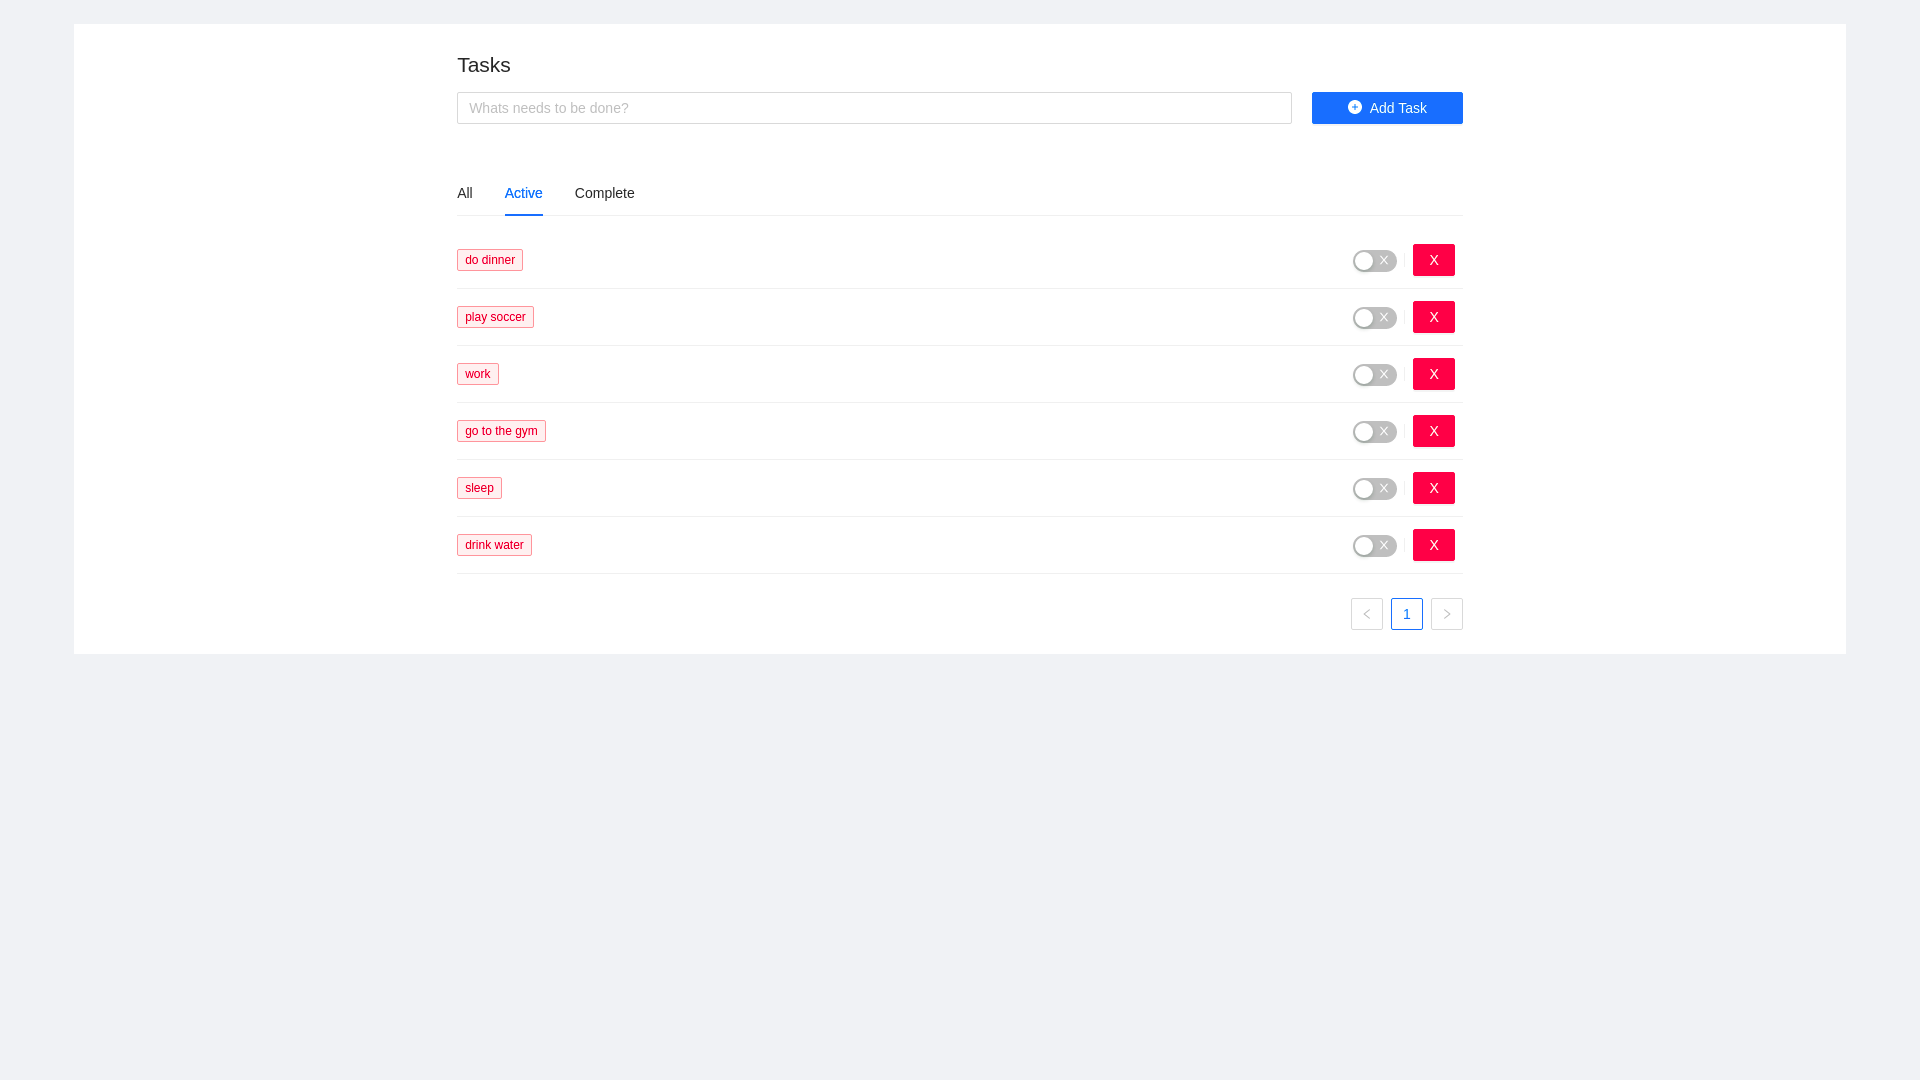 Tasks
Whats needs to be done?
Add Task
All Active Complete
do dinner X
play soccer X
work X
go to the gym X
sleep X
drink water X
1